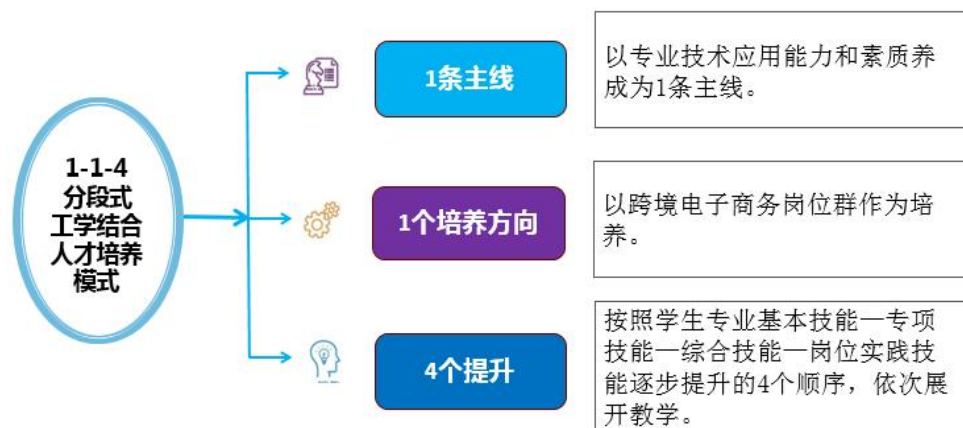 1-1-4
分段式
工学结合
人才培养
模式
1条主线
以专业技术应用能力和素质养
成为1条主线。
1个培养方向
以跨境电子商务岗位群作为培
养。
4个提升
按照学生专业基本技能—专项
技能—综合技能—岗位实践技
能逐步提升的4个顺序，依次展
开教学。